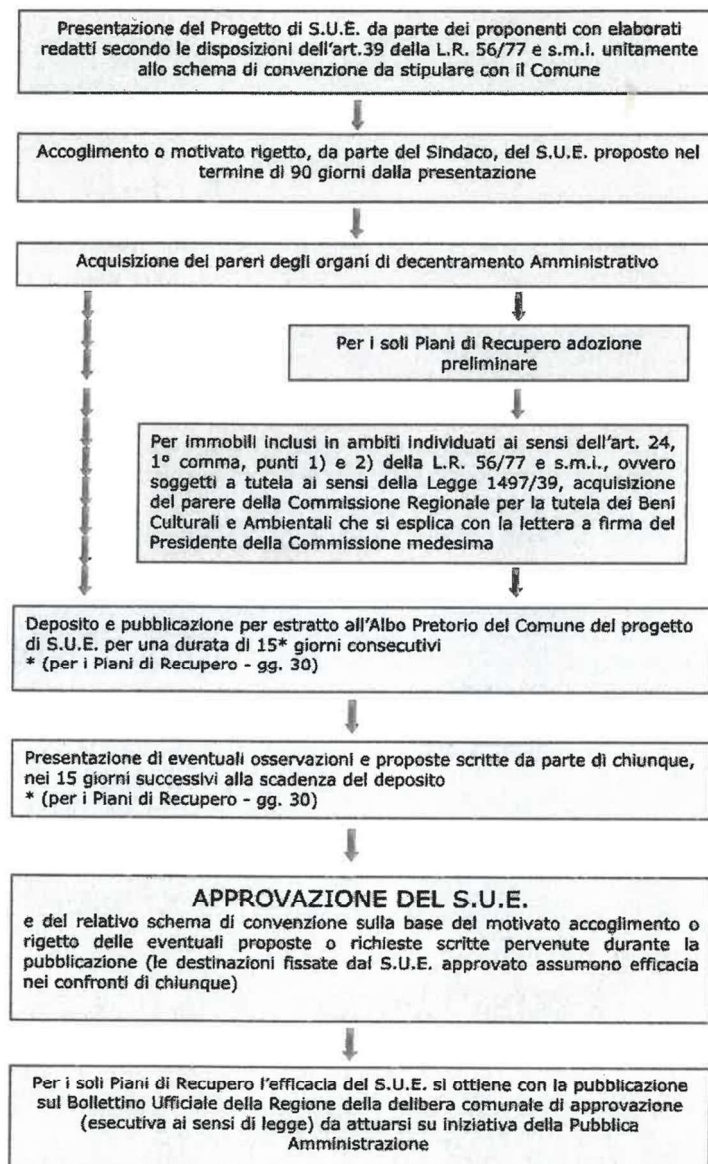 Presentazione del Progetto di S.U.E. da parte dei proponenti con elaborati
redatti secondo le disposizioni dell'art.39 della L.R. 56/77 e s.m.i. unitamente
allo schema di convenzione da stipulare con il Comune
Accoglimento o motivato rigetto, da parte del Sindaco, del S.U.E. proposto nel
termine di 90 giorni dalla presentazione
Acquisizione dei pareri degli organi di decentramento Amministrativo
Per i soli Piani di Recupero adozione
preliminare
Per immobili inclusi in ambiti individuati ai sensi dell'art. 24,
1° comma, punti 1) e 2) della L.R. 56/77 e s.m.i., ovvero
soggetti a tutela ai sensi della Legge 1497/39, acquisizione
del parere della Commissione Regionale per la tutela dei Beni
Culturali e Ambientali che si esplica con la lettera a firma del
Presidente della Commissione medesima
Deposito e pubblicazione per estratto all'Albo Pretorio del Comune del progetto
di S.U.E. per una durata di 15* giorni consecutivi
* (per i Piani di Recupero - gg. 30)
Presentazione di eventuali osservazioni e proposte scritte da parte di chiunque,
nei 15 giorni successivi alla scadenza del deposito
* (per i Piani di Recupero - gg. 30)
APPROVAZIONE DEL S.U.E.
e del relativo schema di convenzione sulla base del motivato accoglimento o
rigetto delle eventuali proposte o richieste scritte pervenute durante la
pubblicazione (le destinazioni fissate dal S.U.E. approvato assumono efficacia
nei confronti di chiunque)
Per i soli Piani di Recupero l'efficacia del S.U.E. si ottiene con la pubblicazione
sul Bollettino Ufficiale della Regione della delibera comunale di approvazione
(esecutiva ai sensi di legge) da attuarsi su iniziativa della Pubblica
Amministrazione